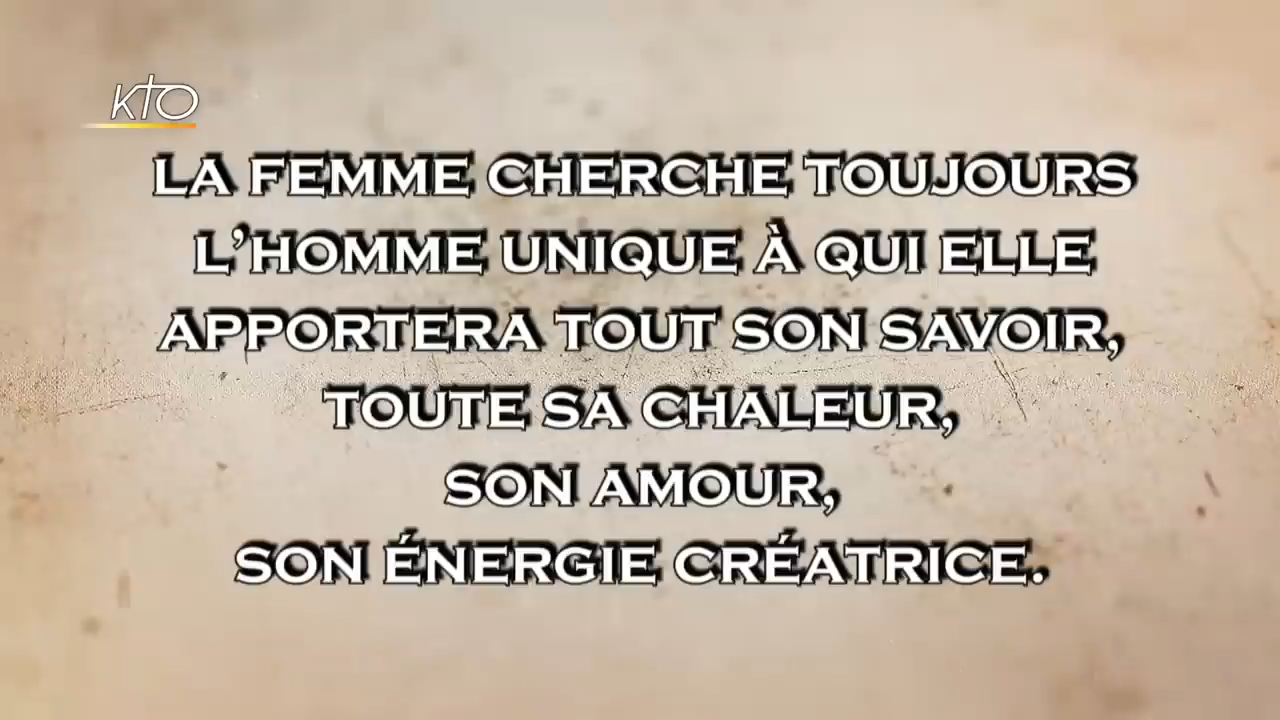 KTO
LA FEMME CHERCHE TOUJOURS
L'HOMME UNIQUE À QUI ELLE
APPORTERA TOUT SON SAVOIR,
TOUTE SA CHALEUR,
SON AMOUR,
SON ÉNERGIE CRÉATRICE.